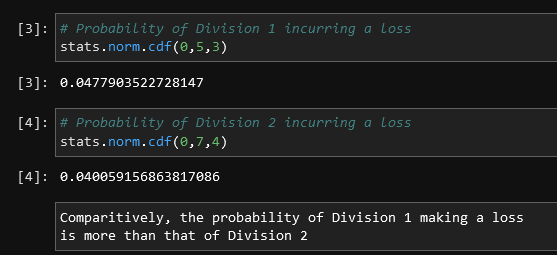 [3]: # Probability of Division 1 incurring a loss
stats.norm.cdf(0,5,3)
[3]: 0.0477903522728147
[4]: # Probability of Division 2 incurring a loss
stats.norm.cdf(0,7,4)
[4]: 0.040059156863817086
Comparitively, the probability of Division 1 making a loss
is more than that of Division 2